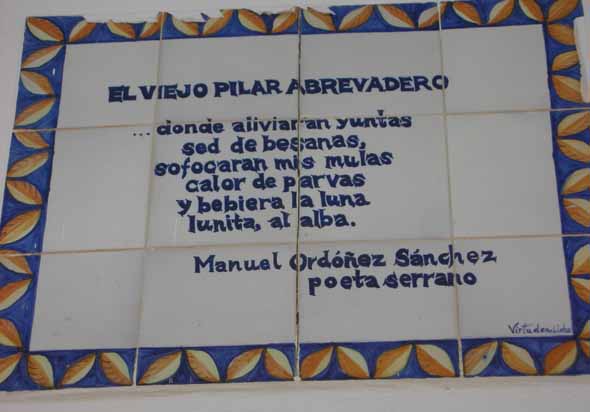 EL VIEJO PILAR ABREVADERO
... donde aliviaran yuntas
sed de besanas,
sofocaran mis mulas
calor de parvas
y bebiera la luna
lunita, al alba.
Manuel Ordóñez Sánchez
poeta serrano